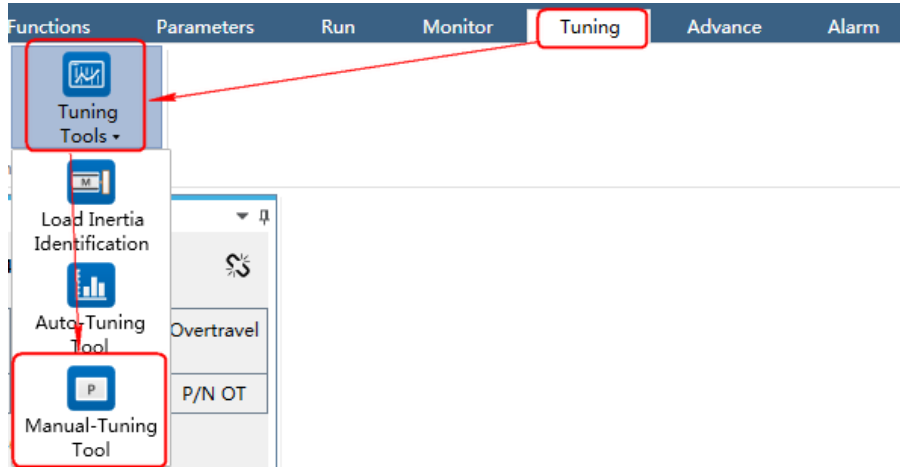 Functions Parameters Run Monitor Tuning Advance Alarm
Tuning
Tools
M
Load Inertia
Identification
Auto-Tuning
Tool
Overtravel
P/N OT
P
Manual-Tuning
Tool